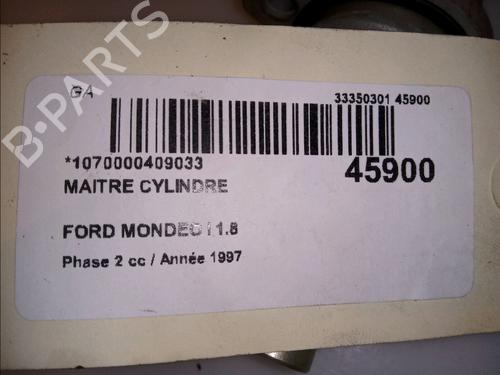 B-PARTS
GA
33350301 45900
*1070000409033
45900
MAITRE CYLINDRE
FORD MONDEO I 1.8
Phase 2 cc / Année 1997